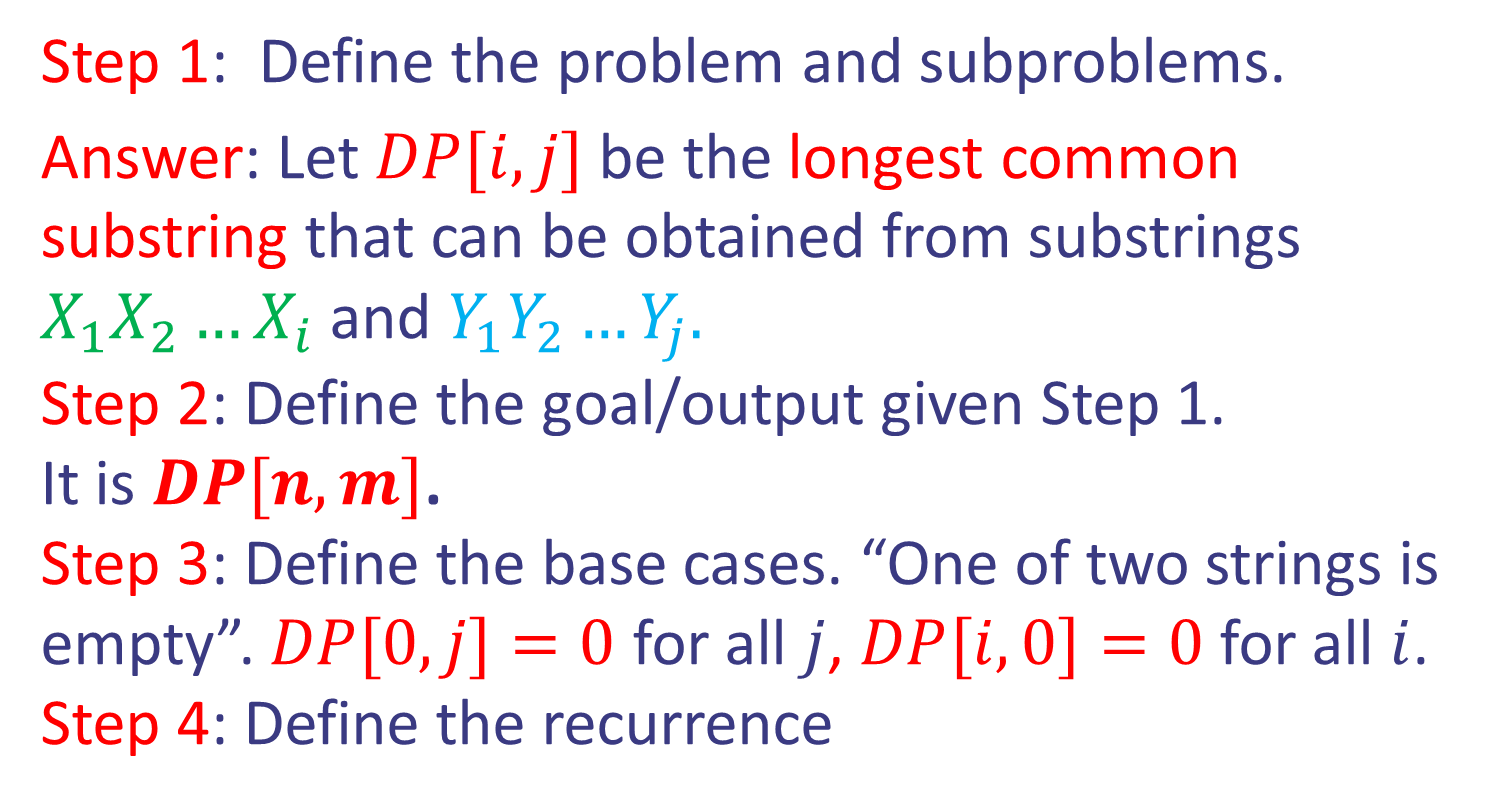 Step 1: Define the problem and subproblems.
Answer: Let DP[i, j] be the longest common
substring that can be obtained from substrings
X₁X₂ … Xᵢ and Y₁Y₂ … Yⱼ.
Step 2: Define the goal/output given Step 1.
It is DP[n, m].
Step 3: Define the base cases. “One of two strings is
empty”. DP[0, j] = 0 for all j, DP[i, 0] = 0 for all i.
Step 4: Define the recurrence